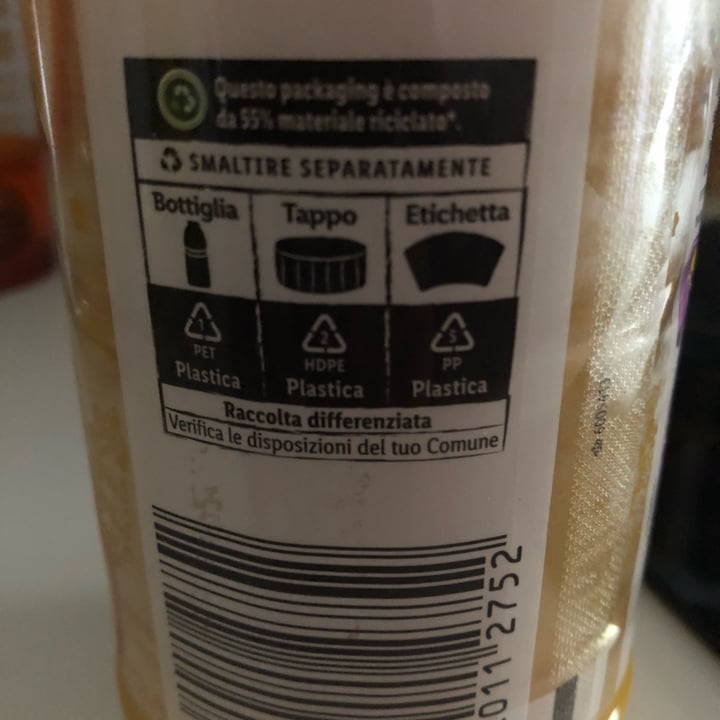 Questo packaging è composto
da 55% materiale riciclato*.
SMALTIRE SEPARATAMENTE
Bottiglia Tappo Etichetta
1 2 5
PET HDPE PP
Plastica Plastica Plastica
Raccolta differenziata
Verifica le disposizioni del tuo Comune
011 2752